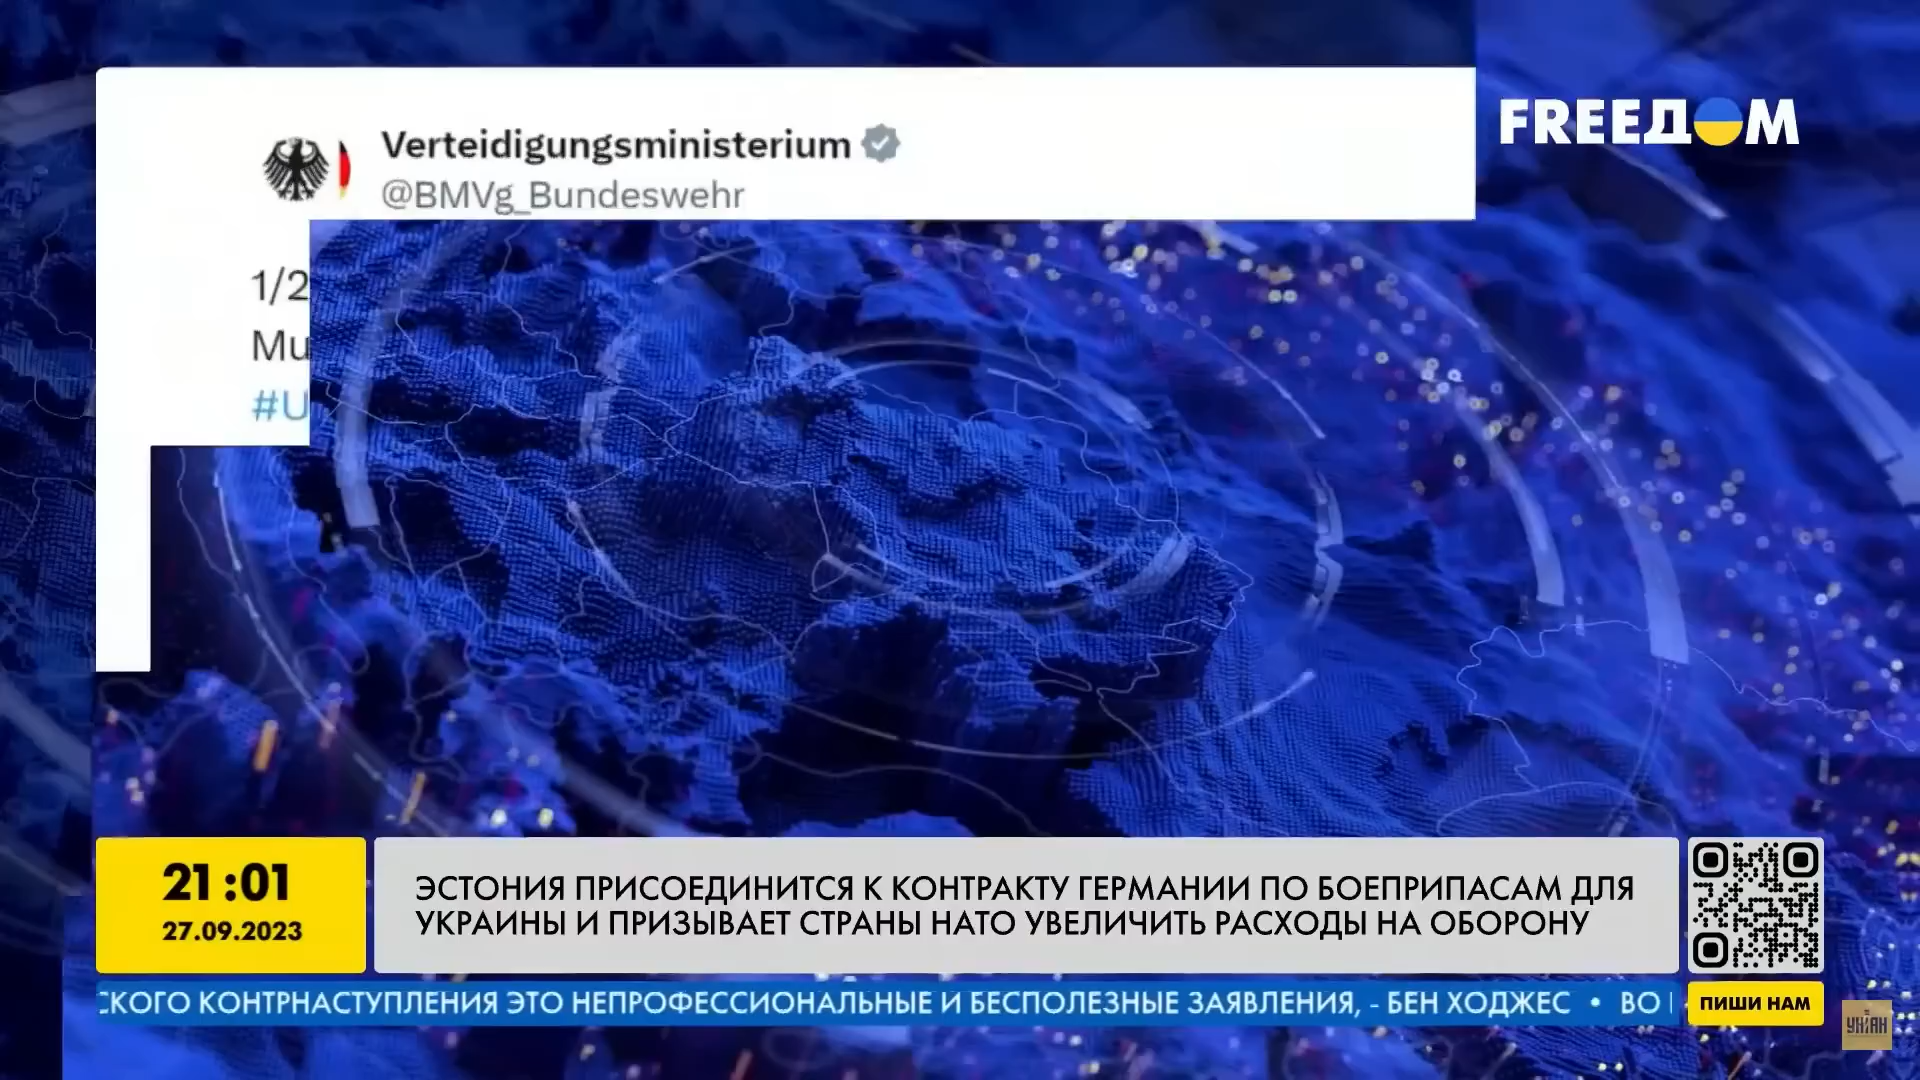 FREEДOM
Verteidigungsministerium
@BMVg_Bundeswehr
1/2
Mu
#U
21:01
27.09.2023
ЭСТОНИЯ ПРИСОЕДИНИТСЯ К КОНТРАКТУ ГЕРМАНИИ ПО БОЕПРИПАСАМ ДЛЯ
УКРАИНЫ И ПРИЗЫВАЕТ СТРАНЫ НАТО УВЕЛИЧИТЬ РАСХОДЫ НА ОБОРОНУ
СКОГО КОНТРНАСТУПЛЕНИЯ ЭТО НЕПРОФЕССИОНАЛЬНЫЕ И БЕСПОЛЕЗНЫЕ ЗАЯВЛЕНИЯ, - БЕН ХОДЖЕС • ВО
ПИШИ НАМ
УНІАН